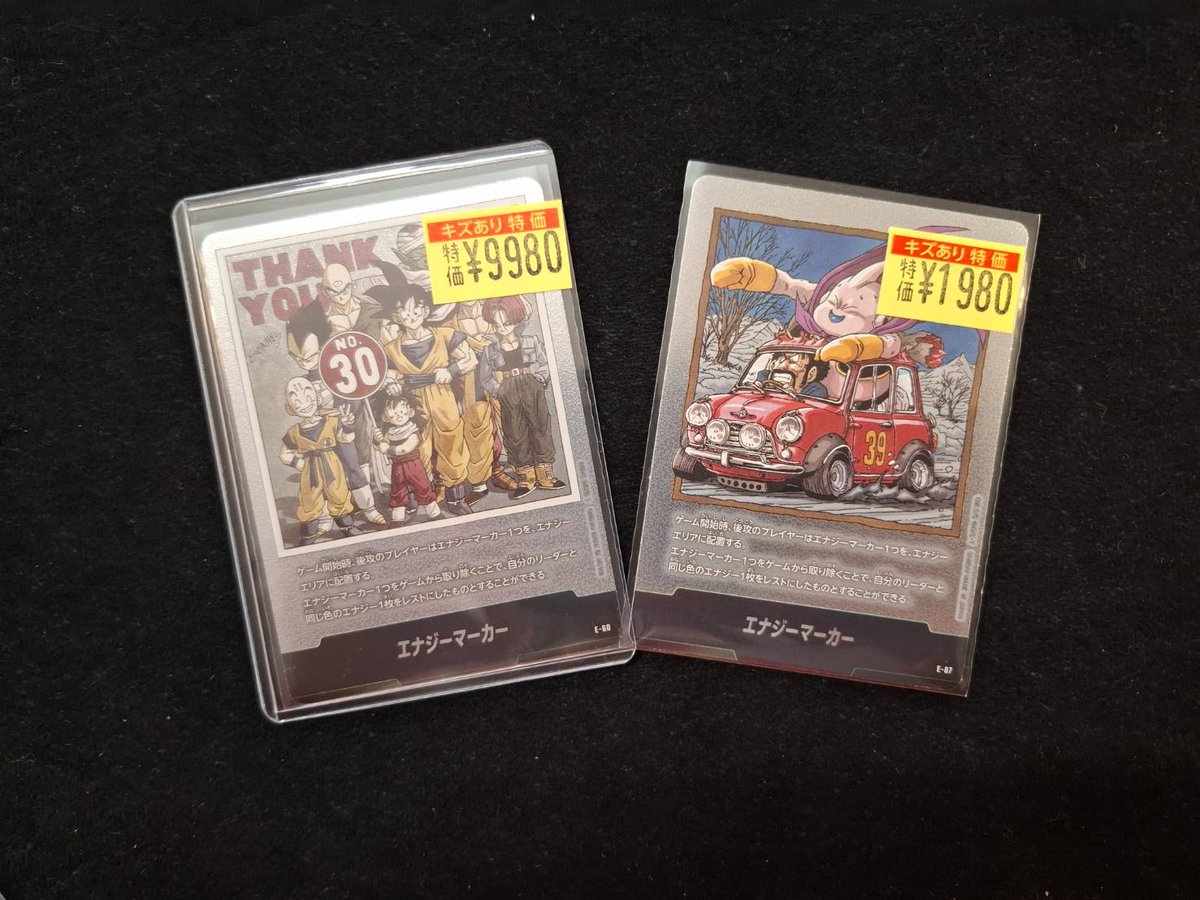 キズあり特価
特価 ¥9980
THANK
YOU
NO.
30
ゲーム開始時、後攻のプレイヤーはエナジーマーカー1つを、エナジー
エリアに配置する。
エナジーマーカー1つをゲームから取り除くことで、自分のリーダーと
同じ色のエナジー1枚をレストにしたものとすることができる。
エナジーマーカー
E-60
キズあり特価
特価 ¥1980
39
ゲーム開始時、後攻のプレイヤーはエナジーマーカー1つを、エナジー
エリアに配置する。
エナジーマーカー1つをゲームから取り除くことで、自分のリーダーと
同じ色のエナジー1枚をレストにしたものとすることができる。
エナジーマーカー
E-87